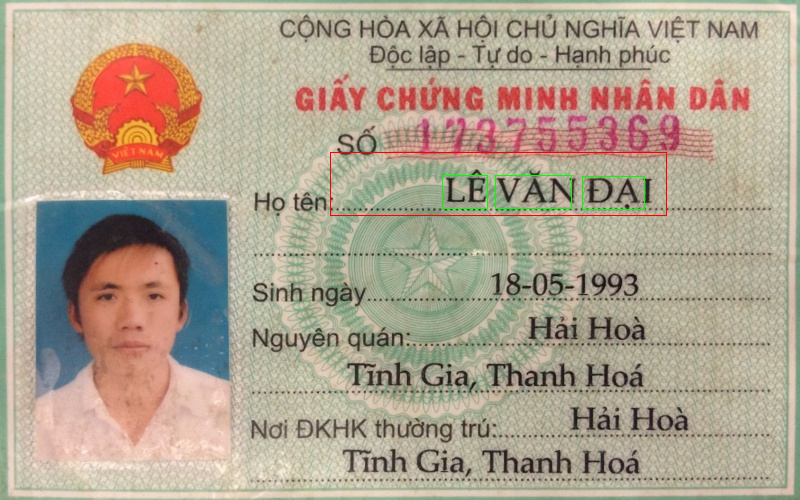 CỘNG HÒA XÃ HỘI CHỦ NGHĨA VIỆT NAM
Độc lập - Tự do - Hạnh phúc
GIẤY CHỨNG MINH NHÂN DÂN
SỐ 173755369
VIỆT NAM
Họ tên: LÊ VĂN ĐẠI
Sinh ngày 18-05-1993
Nguyên quán: Hải Hoà
Tĩnh Gia, Thanh Hoá
Nơi ĐKHK thường trú: Hải Hoà
Tĩnh Gia, Thanh Hoá